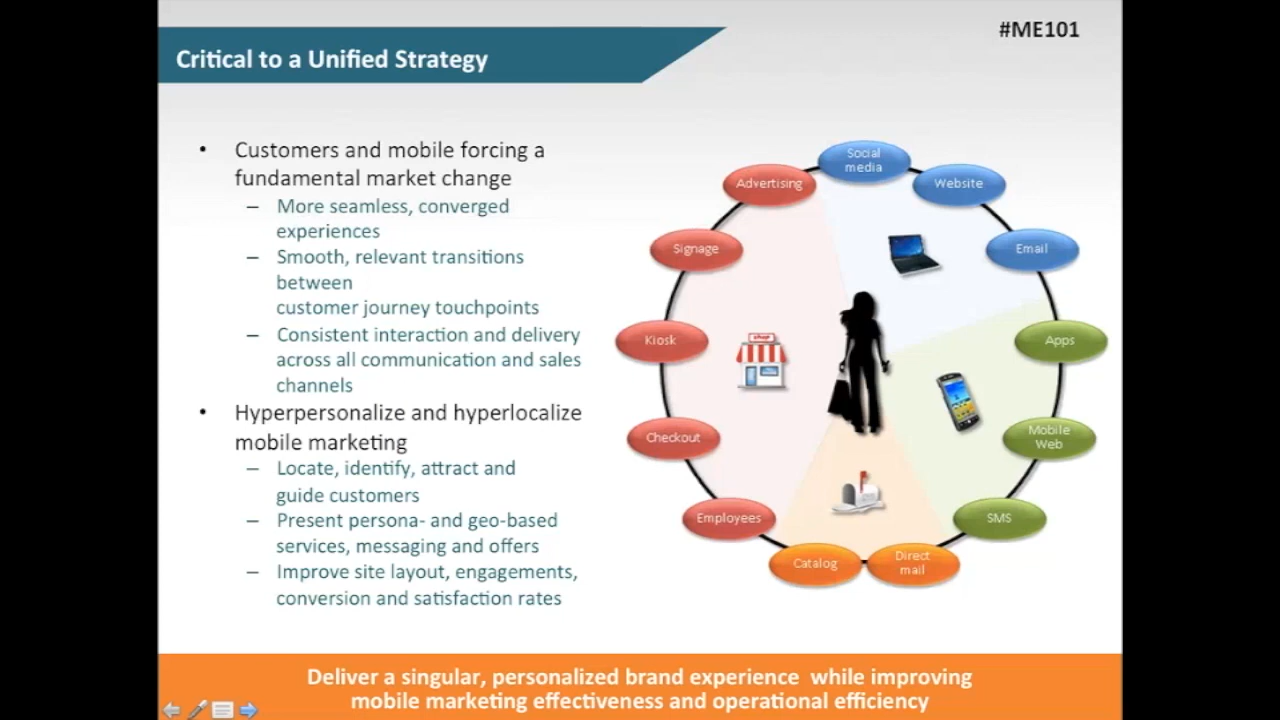 #ME101
Critical to a Unified Strategy
• Customers and mobile forcing a
fundamental market change
– More seamless, converged
experiences
– Smooth, relevant transitions
between
customer journey touchpoints
– Consistent interaction and delivery
across all communication and sales
channels
• Hyperpersonalize and hyperlocalize
mobile marketing
– Locate, identify, attract and
guide customers
– Present persona- and geo-based
services, messaging and offers
– Improve site layout, engagements,
conversion and satisfaction rates
Social
media
Website
Email
Apps
Mobile
Web
SMS
Direct
mail
Catalog
Employees
Checkout
Kiosk
Signage
Advertising
shop
Deliver a singular, personalized brand experience while improving
mobile marketing effectiveness and operational efficiency